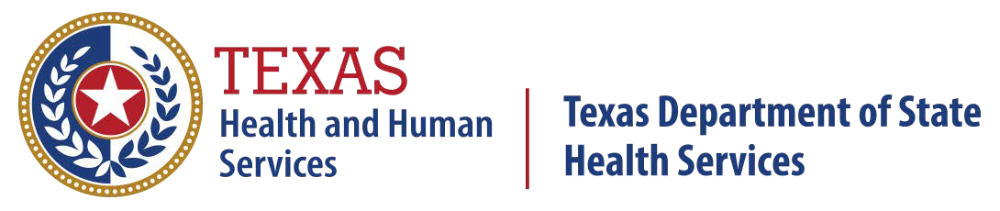 TEXAS
Health and Human
Services
Texas Department of State
Health Services